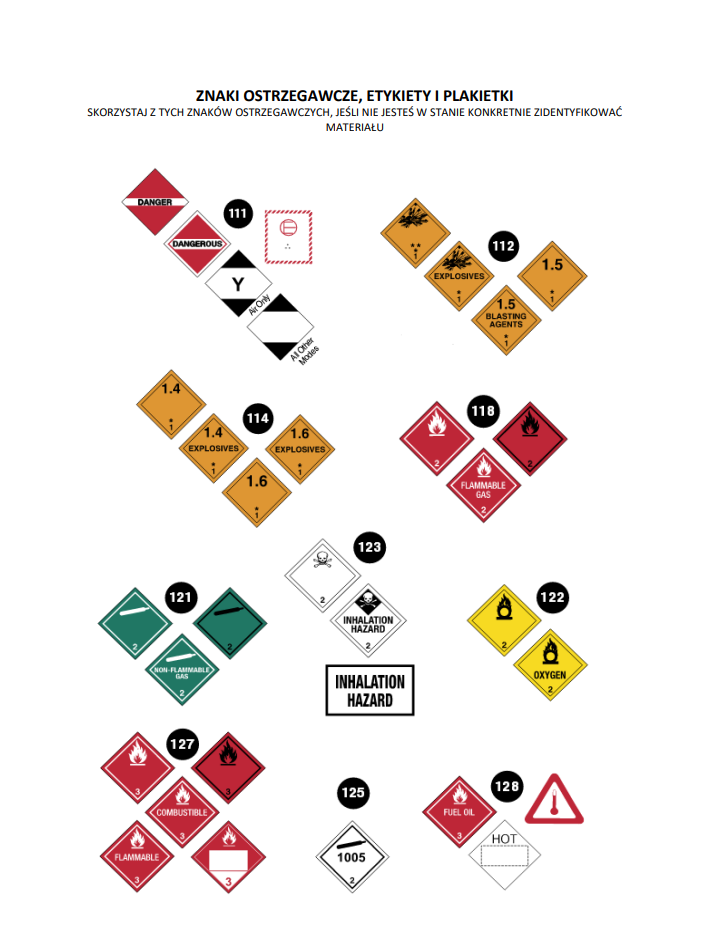 ZNAKI OSTRZEGAWCZE, ETYKIETY I PLAKIETKI
SKORZYSTAJ Z TYCH ZNAKÓW OSTRZEGAWCZYCH, JEŚLI NIE JESTEŚ W STANIE KONKRETNIE ZIDENTYFIKOWAĆ
MATERIAŁU
DANGER
111
DANGEROUS
Y
Air Only
All Other
Modes
112
**
*
1
EXPLOSIVES
*
1
1.5
*
1
1.5
BLASTING
AGENTS
*
1
114
1.4
*
1
1.4
EXPLOSIVES
*
1
1.6
EXPLOSIVES
*
1
1.6
*
1
118
2
2
FLAMMABLE
GAS
2
123
2
INHALATION
HAZARD
2
INHALATION
HAZARD
121
2
2
NON-FLAMMABLE
GAS
2
122
2
OXYGEN
2
127
3
3
COMBUSTIBLE
3
FLAMMABLE
3
3
125
1005
2
128
FUEL OIL
3
HOT